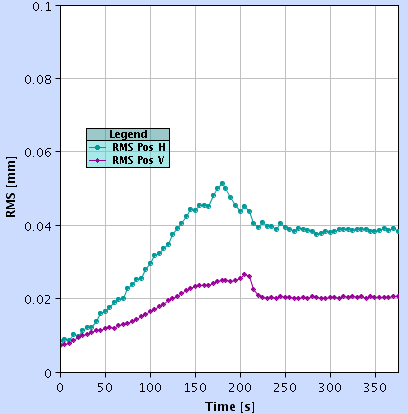 0.1
0.08
0.06
0.04
0.02
0
RMS [mm]
Legend
RMS Pos H
RMS Pos V
0 50 100 150 200 250 300 350
Time [s]